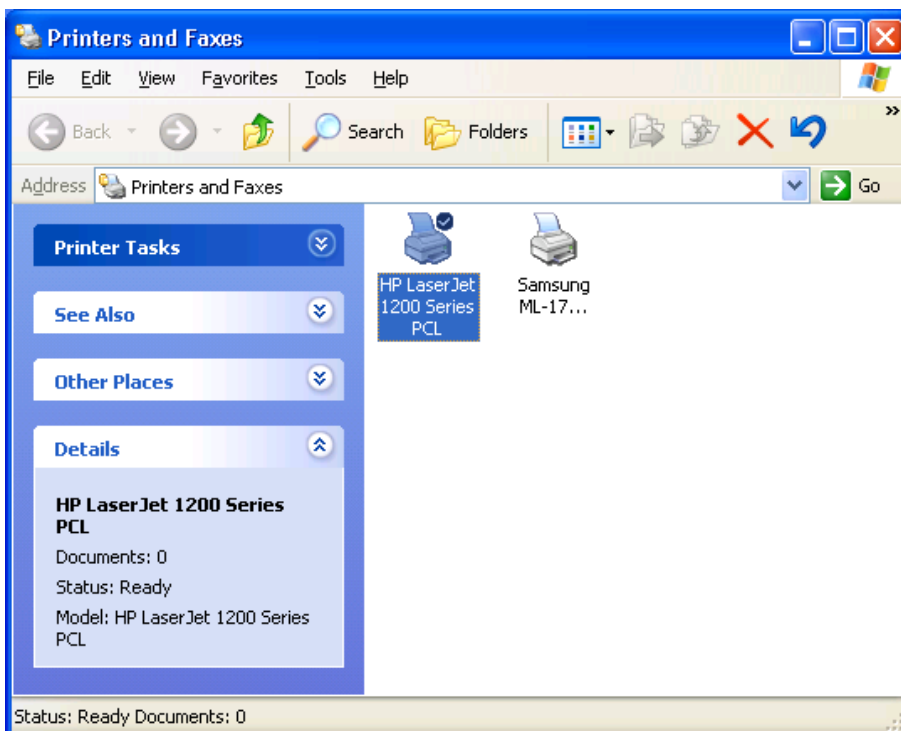 Printers and Faxes
File Edit View Favorites Tools Help
Back Search Folders »
Address Printers and Faxes Go
Printer Tasks
See Also
Other Places
Details
HP LaserJet 1200 Series
PCL
Documents: 0
Status: Ready
Model: HP LaserJet 1200 Series
PCL
HP LaserJet
1200 Series
PCL
Samsung
ML-17...
Status: Ready Documents: 0